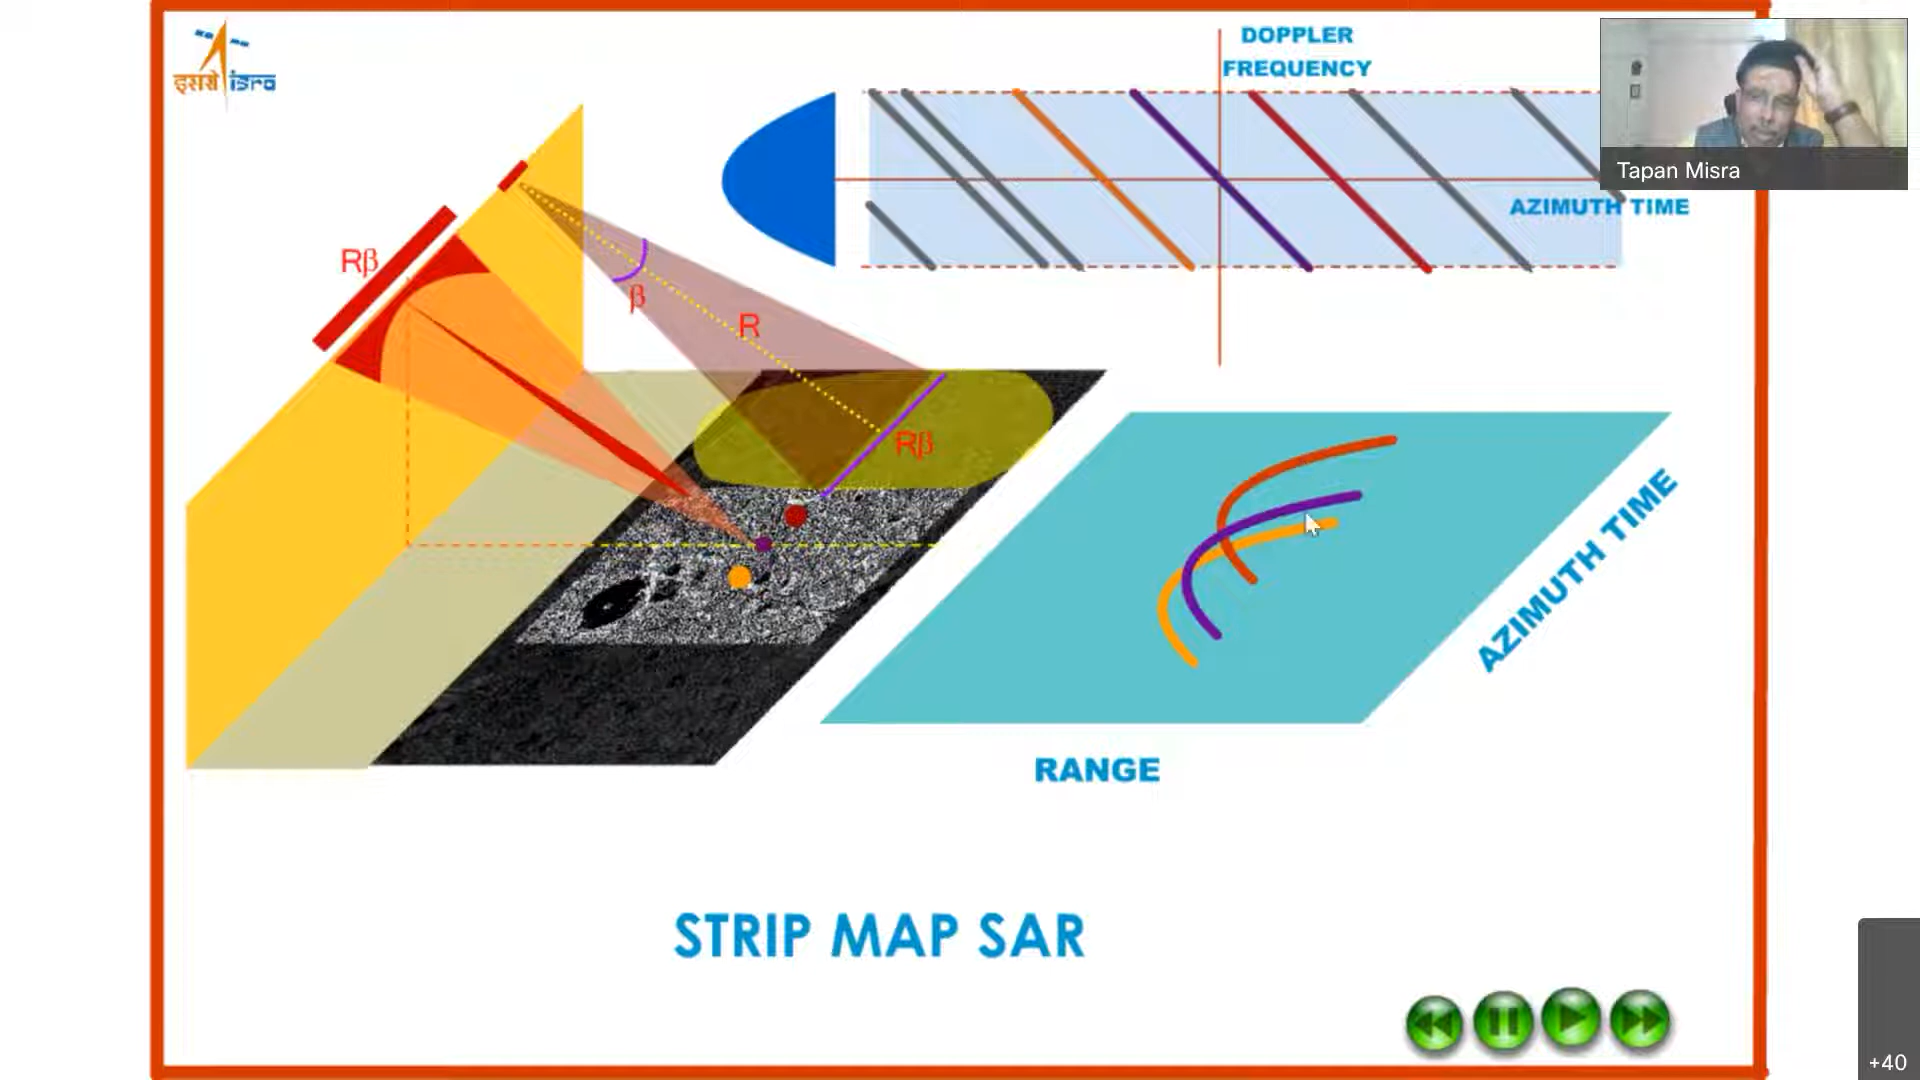 DOPPLER
FREQUENCY
Tapan Misra
इसरो isro
AZIMUTH TIME
Rβ
β
R
Rβ
AZIMUTH TIME
RANGE
STRIP MAP SAR
+40